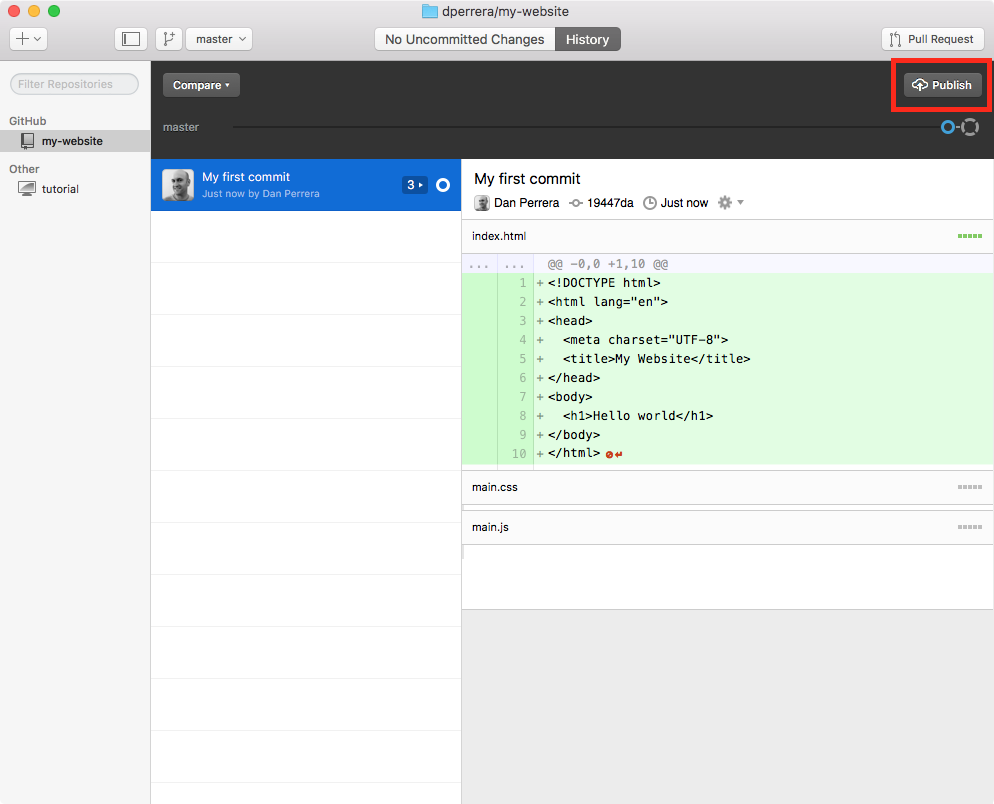 dperrera/my-website
master
No Uncommitted Changes
History
Pull Request
Filter Repositories
GitHub
my-website
Other
tutorial
Compare
Publish
master
My first commit
Just now by Dan Perrera
3
My first commit
Dan Perrera 19447da Just now
index.html
... ... @@ -0,0 +1,10 @@
1 +<!DOCTYPE html>
2 +<html lang="en">
3 +<head>
4 +  <meta charset="UTF-8">
5 +  <title>My Website</title>
6 +</head>
7 +<body>
8 +  <h1>Hello world</h1>
9 +</body>
10 +</html>
main.css
main.js